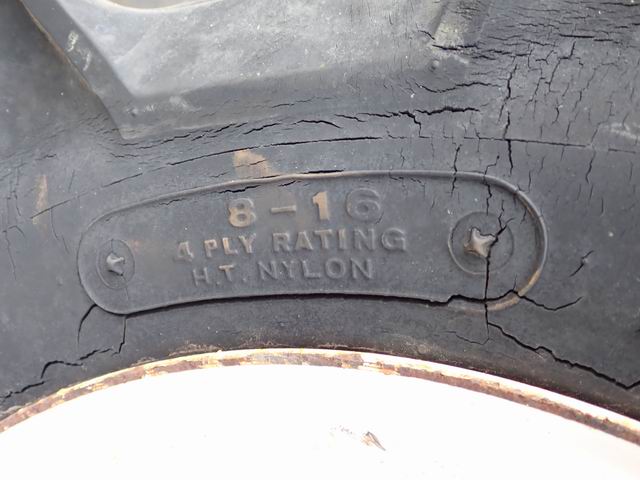 8-16
4 PLY RATING
H.T. NYLON